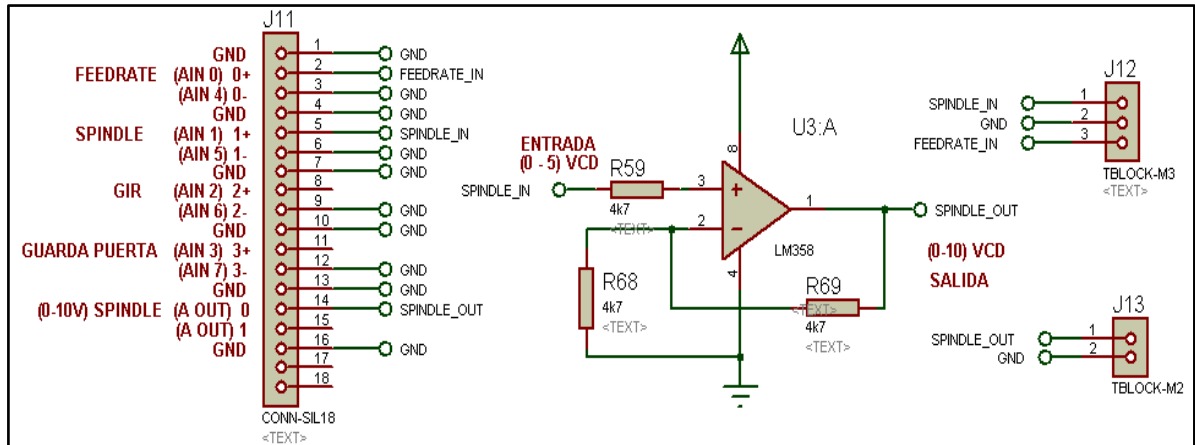 J11
GND 1 GND
FEEDRATE (AIN 0) 0+ 2 FEEDRATE_IN
(AIN 4) 0- 3 GND
GND 4 GND
SPINDLE (AIN 1) 1+ 5 SPINDLE_IN
(AIN 5) 1- 6 GND
GND 7 GND
GIR (AIN 2) 2+ 8
(AIN 6) 2- 9 GND
GND 10 GND
GUARDA PUERTA (AIN 3) 3+ 11
(AIN 7) 3- 12 GND
GND 13 GND
(0-10V) SPINDLE (A OUT) 0 14 SPINDLE_OUT
(A OUT) 1 15
GND 16 GND
17
18
CONN-SIL18
<TEXT>
U3:A
8
ENTRADA
(0 - 5) VCD
R59
SPINDLE_IN
4k7
<TEXT>
3
2
1
4
LM358
SPINDLE_OUT
(0-10) VCD
SALIDA
R68
4k7
<TEXT>
R69
<TEXT>
4k7
<TEXT>
J12
SPINDLE_IN 1
GND 2
FEEDRATE_IN 3
TBLOCK-M3
<TEXT>
J13
SPINDLE_OUT 1
GND 2
TBLOCK-M2
<TEXT>